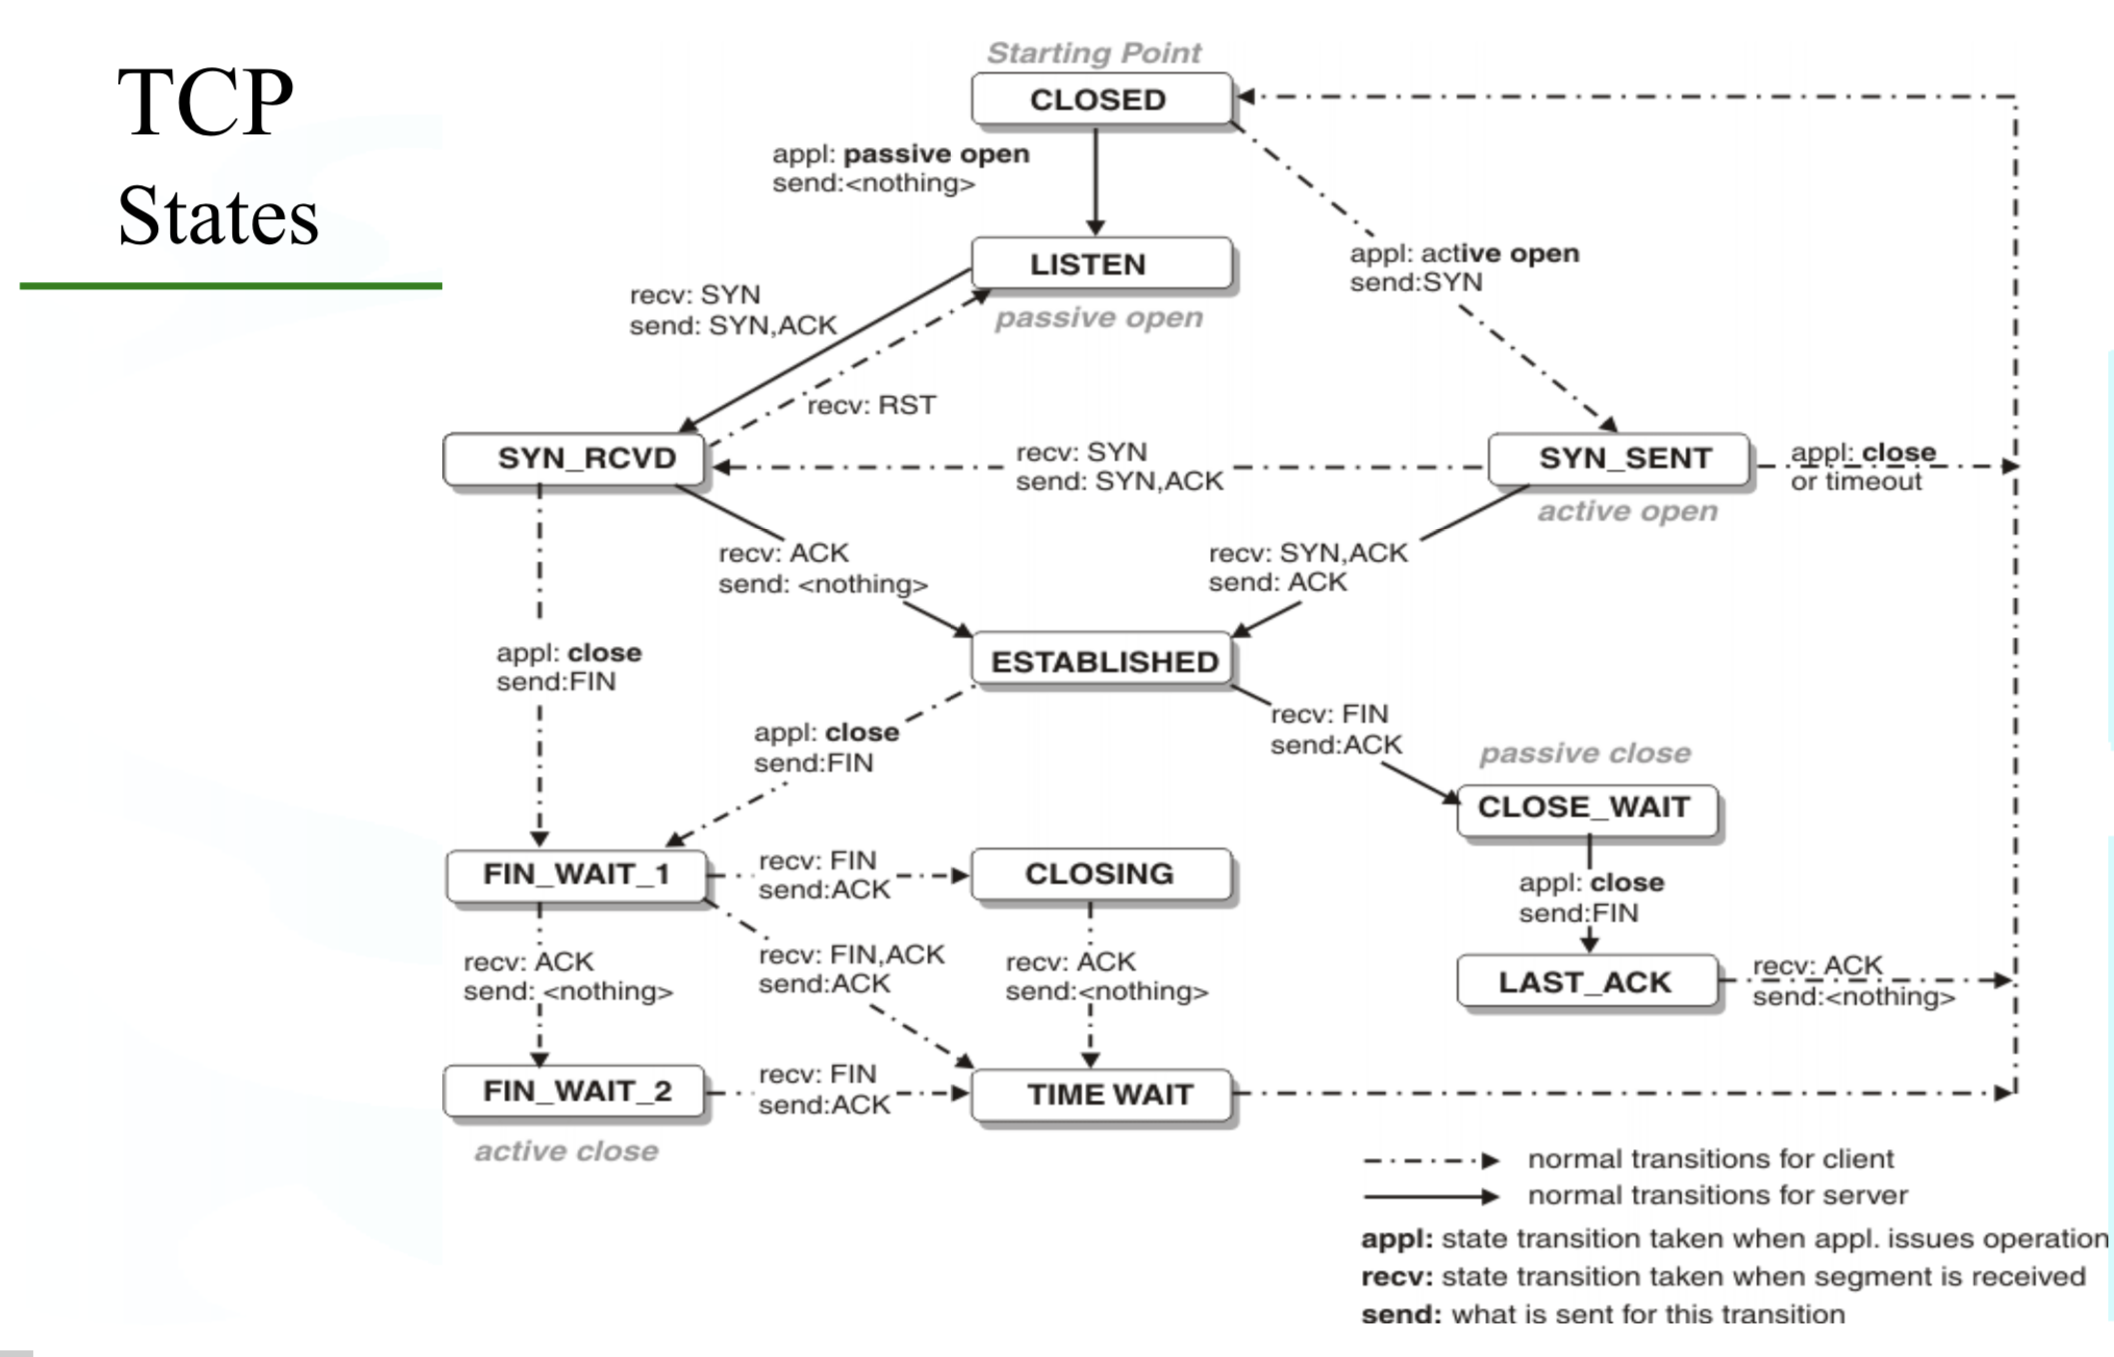 TCP
States
Starting Point
CLOSED
appl: passive open
send:<nothing>
LISTEN
passive open
appl: active open
send:SYN
recv: SYN
send: SYN,ACK
recv: RST
SYN_RCVD
recv: SYN
send: SYN,ACK
SYN_SENT
active open
appl: close
or timeout
recv: ACK
send: <nothing>
recv: SYN,ACK
send: ACK
appl: close
send:FIN
ESTABLISHED
appl: close
send:FIN
recv: FIN
send:ACK
passive close
CLOSE_WAIT
FIN_WAIT_1
recv: FIN
send:ACK
CLOSING
appl: close
send:FIN
recv: ACK
send: <nothing>
recv: FIN,ACK
send:ACK
recv: ACK
send:<nothing>
LAST_ACK
recv: ACK
send:<nothing>
FIN_WAIT_2
active close
recv: FIN
send:ACK
TIME WAIT
normal transitions for client
normal transitions for server
appl: state transition taken when appl. issues operation
recv: state transition taken when segment is received
send: what is sent for this transition